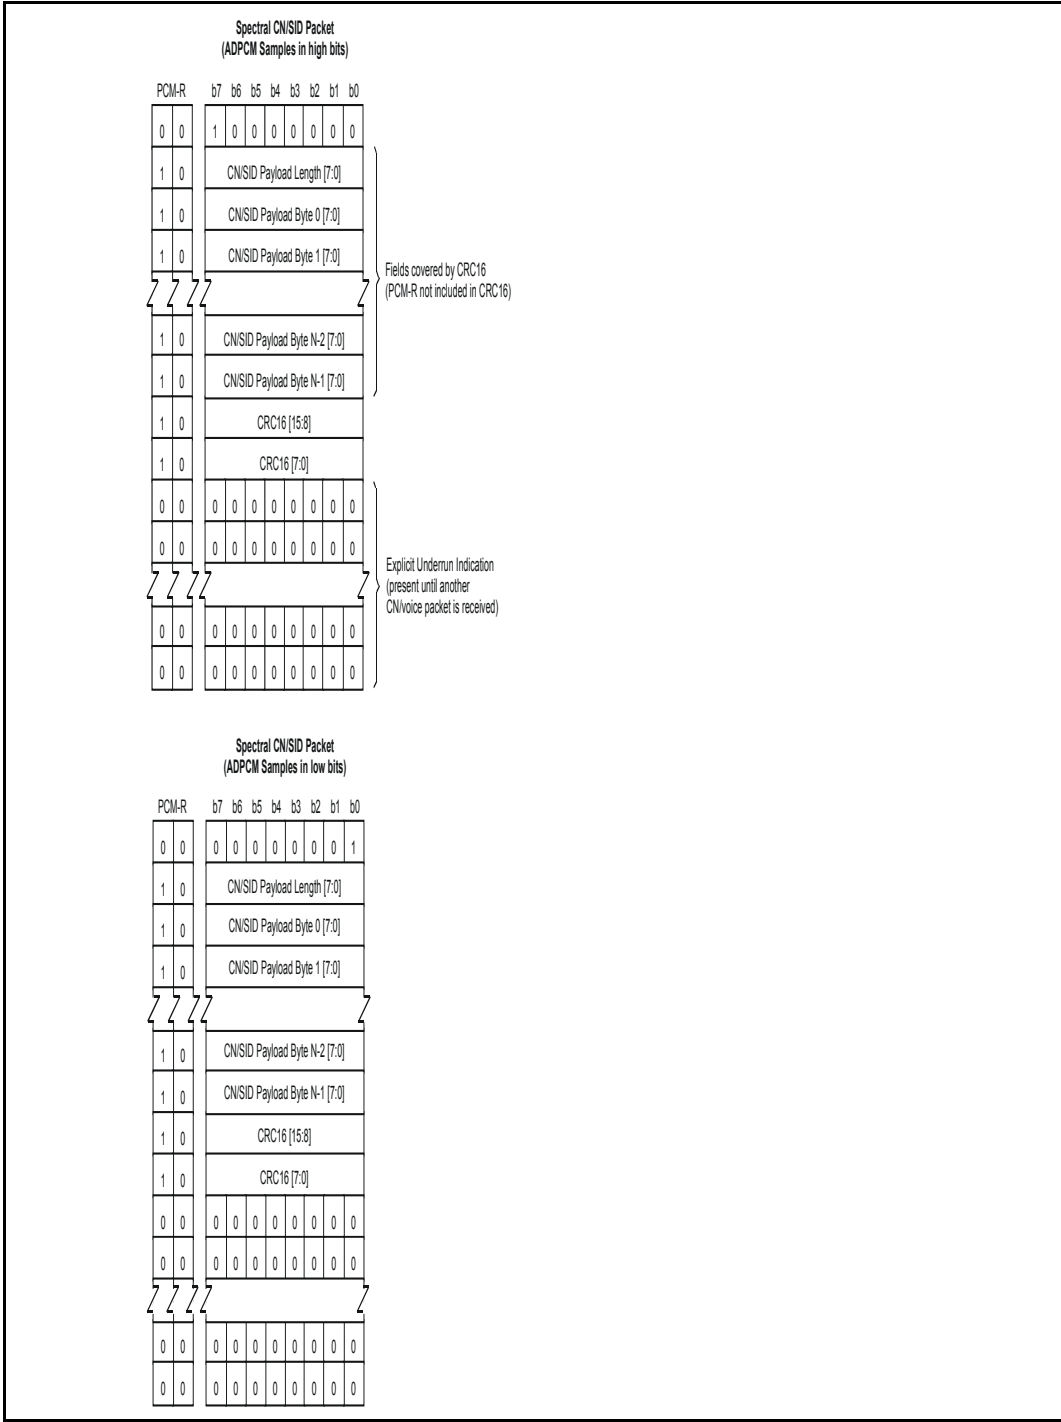 Spectral CN/SID Packet
(ADPCM Samples in high bits)
PCM-R b7 b6 b5 b4 b3 b2 b1 b0
0 0 1 0 0 0 0 0 0 0
1 0 CN/SID Payload Length [7:0]
1 0 CN/SID Payload Byte 0 [7:0]
1 0 CN/SID Payload Byte 1 [7:0]
Fields covered by CRC16
(PCM-R not included in CRC16)
1 0 CN/SID Payload Byte N-2 [7:0]
1 0 CN/SID Payload Byte N-1 [7:0]
1 0 CRC16 [15:8]
1 0 CRC16 [7:0]
0 0 0 0 0 0 0 0 0 0
0 0 0 0 0 0 0 0 0 0
Explicit Underrun Indication
(present until another
CN/voice packet is received)
0 0 0 0 0 0 0 0 0 0
0 0 0 0 0 0 0 0 0 0
Spectral CN/SID Packet
(ADPCM Samples in low bits)
PCM-R b7 b6 b5 b4 b3 b2 b1 b0
0 0 0 0 0 0 0 0 0 1
1 0 CN/SID Payload Length [7:0]
1 0 CN/SID Payload Byte 0 [7:0]
1 0 CN/SID Payload Byte 1 [7:0]
1 0 CN/SID Payload Byte N-2 [7:0]
1 0 CN/SID Payload Byte N-1 [7:0]
1 0 CRC16 [15:8]
1 0 CRC16 [7:0]
0 0 0 0 0 0 0 0 0 0
0 0 0 0 0 0 0 0 0 0
0 0 0 0 0 0 0 0 0 0
0 0 0 0 0 0 0 0 0 0